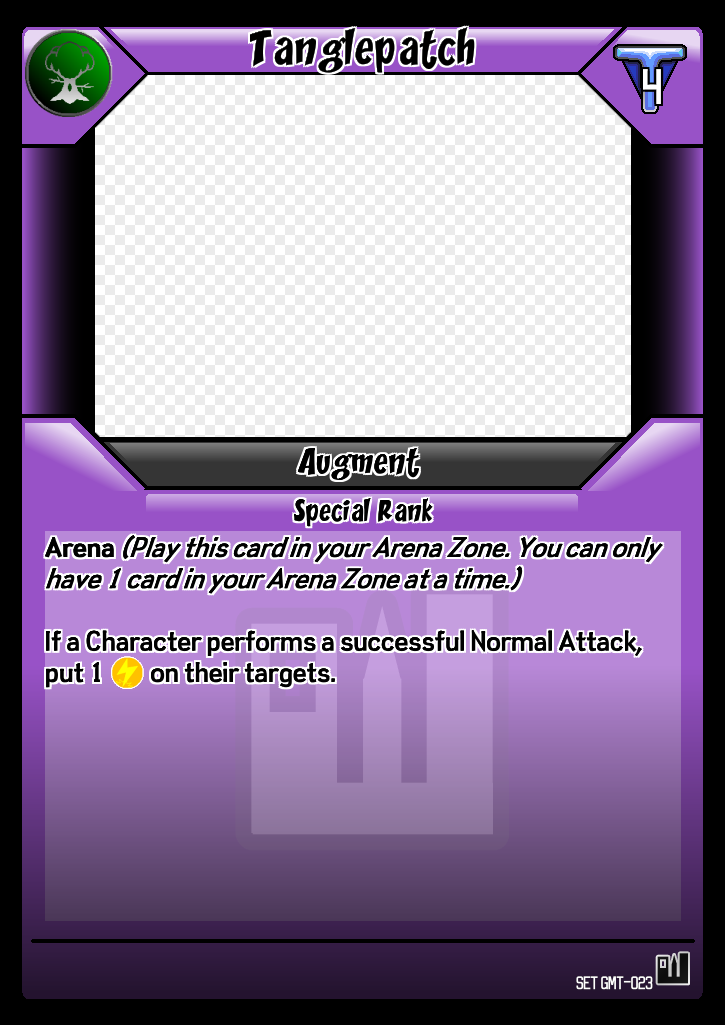 Tanglepatch
4
Augment
Special Rank
Arena (Play this card in your Arena Zone. You can only
have 1 card in your Arena Zone at a time.)
If a Character performs a successful Normal Attack,
put 1 on their targets.
SET GMT-023